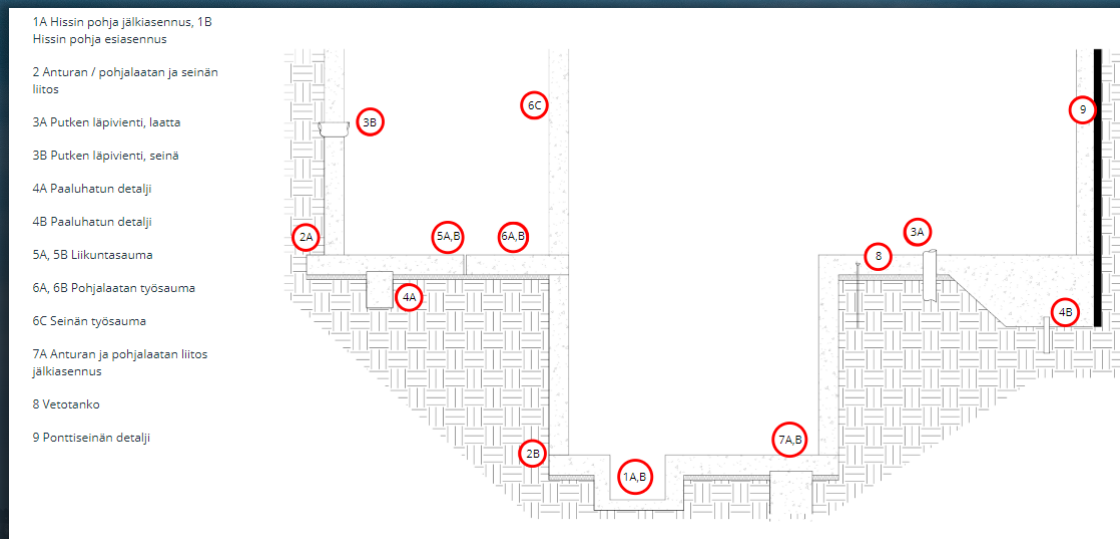 1A Hissin pohja jälkiasennus, 1B
Hissin pohja esiasennus
2 Anturan / pohjalaatan ja seinän
liitos
3A Putken läpivienti, laatta
3B Putken läpivienti, seinä
4A Paaluhatun detalji
4B Paaluhatun detalji
5A, 5B Liikuntasauma
6A, 6B Pohjalaatan työsauma
6C Seinän työsauma
7A Anturan ja pohjalaatan liitos
jälkiasennus
8 Vetotanko
9 Ponttiseinän detalji
6C
9
3B
3A
2A
5A,B
6A,B
8
4A
4B
7A,B
2B
1A,B